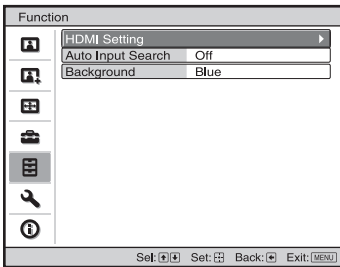 Function
HDMI Setting
Auto Input Search Off
Background Blue
Sel: Set: Back: Exit: MENU